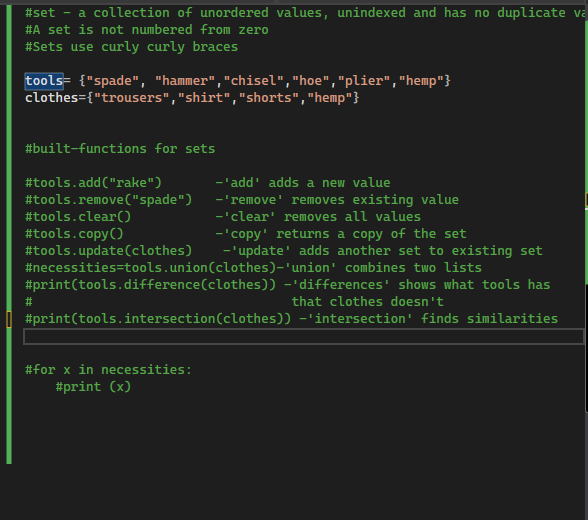 #set - a collection of unordered values, unindexed and has no duplicate
#A set is not numbered from zero
#Sets use curly curly braces
tools= {"spade", "hammer","chisel","hoe","plier","hemp"}
clothes={"trousers","shirt","shorts","hemp"}
#built-functions for sets
#tools.add("rake")       -'add' adds a new value
#tools.remove("spade")   -'remove' removes existing value
#tools.clear()           -'clear' removes all values
#tools.copy()            -'copy' returns a copy of the set
#tools.update(clothes)    -'update' adds another set to existing set
#necessities=tools.union(clothes)-'union' combines two lists
#print(tools.difference(clothes)) -'differences' shows what tools has
#                                 that clothes doesn't
#print(tools.intersection(clothes)) -'intersection' finds similarities
#for x in necessities:
    #print (x)